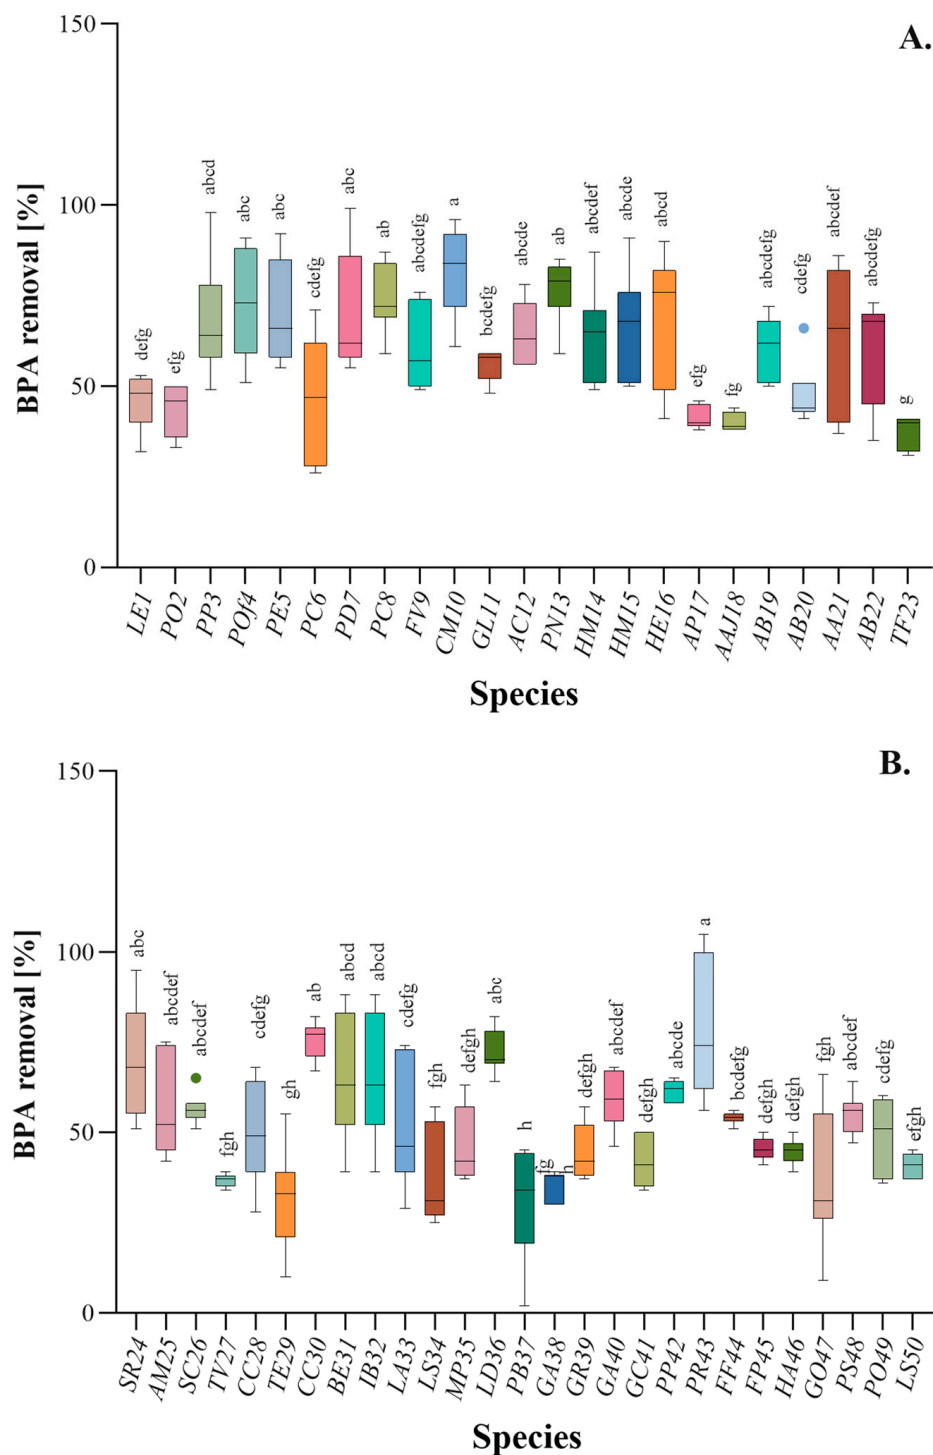 150
A.
100
50
0
BPA removal [%]
defg
efg
abcd
abc
abc
cdefg
abc
ab
abcdefg
a
bcdefg
abcde
ab
abcdef
abcde
abcd
efg
fg
abcdefg
cdefg
abcdef
abcdefg
g
LE1
PO2
PP3
POf4
PE5
PC6
PD7
PC8
FV9
CM10
GL11
AC12
PN13
HM14
HM15
HE16
AP17
AAJ18
AB19
AB20
AA21
AB22
TF23
Species
150
B.
100
50
0
BPA removal [%]
abc
abcdef
abcdef
fgh
cdefg
gh
ab
abcd
abcd
cdefg
fgh
defgh
abc
h
fg
h
defgh
abcdef
defgh
abcde
a
bcdefg
defgh
defgh
fgh
abcdef
cdefg
efgh
SR24
AM25
SC26
TV27
CC28
TE29
CC30
BE31
IB32
LA33
LS34
MP35
LD36
PB37
GA38
GR39
GA40
GC41
PP42
PR43
FF44
FP45
HA46
GO47
PS48
PO49
LS50
Species